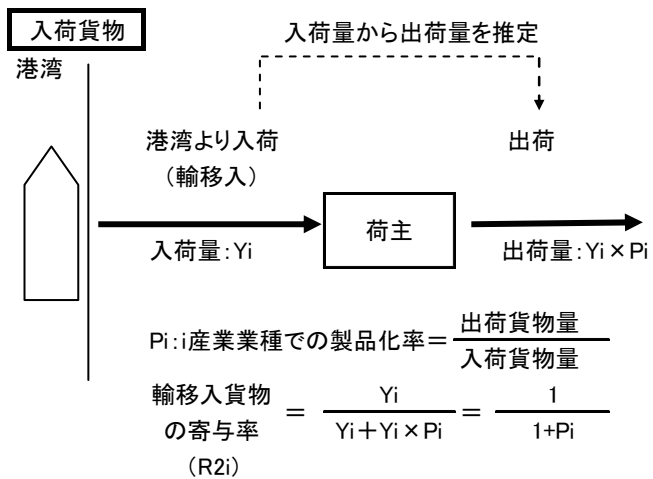 入荷貨物
入荷量から出荷量を推定
港湾
港湾より入荷
（輸移入）
出荷
荷主
入荷量：Yi
出荷量：Yi×Pi
Pi：i産業業種での製品化率＝出荷貨物量
入荷貨物量
輸移入貨物
の寄与率
（R2i）
＝ Yi ＝ 1
Yi＋Yi×Pi 1+Pi